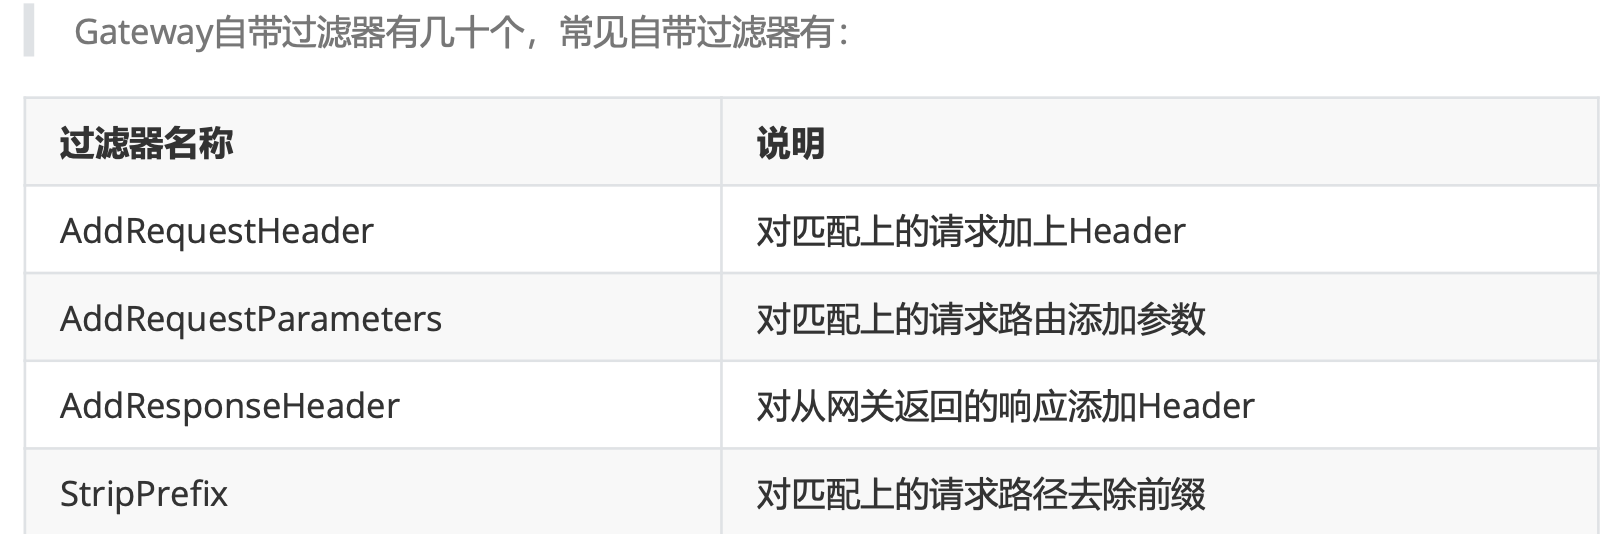 Gateway自带过滤器有几十个，常见自带过滤器有：
过滤器名称 说明
AddRequestHeader 对匹配上的请求加上Header
AddRequestParameters 对匹配上的请求路由添加参数
AddResponseHeader 对从网关返回的响应添加Header
StripPrefix 对匹配上的请求路径去除前缀